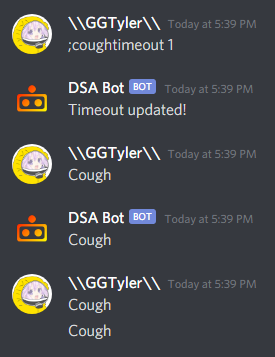 \\GGTyler\\ Today at 5:39 PM
;coughtimeout 1
DSA Bot BOT Today at 5:39 PM
Timeout updated!
\\GGTyler\\ Today at 5:39 PM
Cough
DSA Bot BOT Today at 5:39 PM
Cough
\\GGTyler\\ Today at 5:39 PM
Cough
Cough